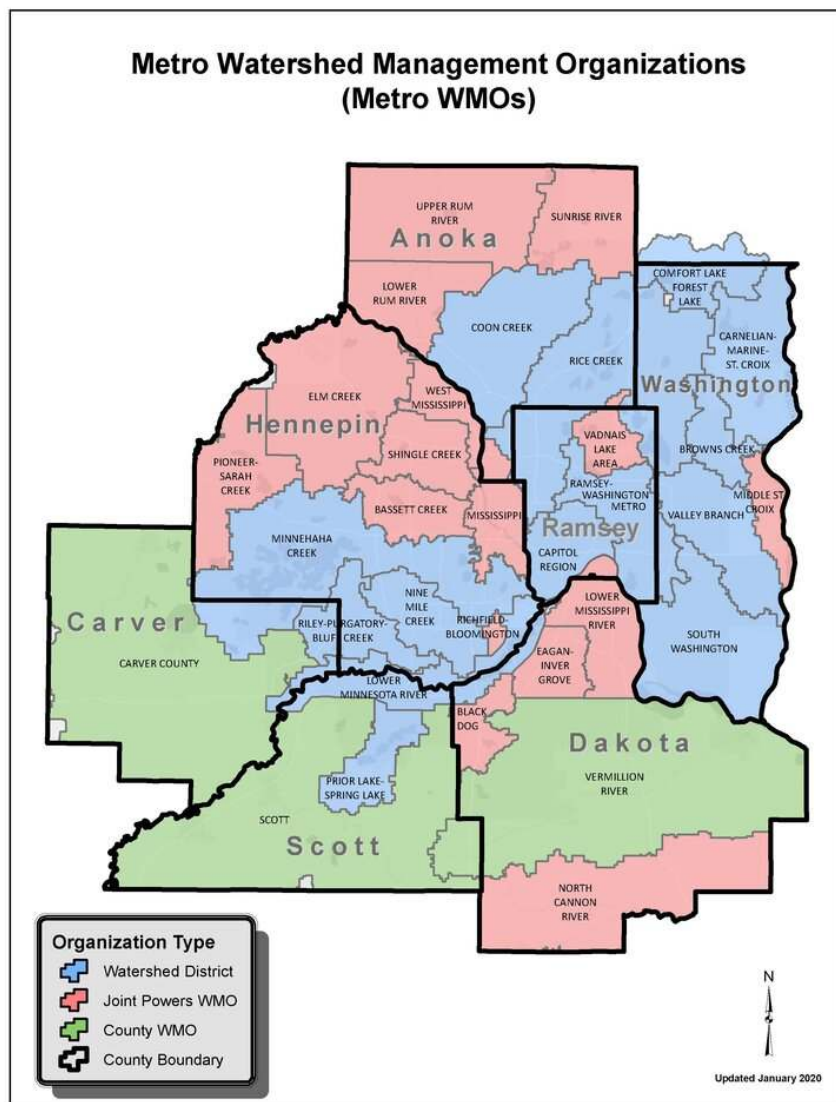 Metro Watershed Management Organizations
(Metro WMOs)
UPPER RUM
RIVER
SUNRISE RIVER
Anoka
LOWER
RUM RIVER
COON CREEK
RICE CREEK
COMFORT LAKE
FOREST
LAKE
CARNELIAN-
MARINE-
ST. CROIX
Washington
ELM CREEK
WEST
MISSISSIPPI
Hennepin
SHINGLE CREEK
VADNAIS
LAKE
AREA
BROWNS CREEK
PIONEER-
SARAH
CREEK
BASSETT CREEK
MISSISSIPPI
RAMSEY-
WASHINGTON
METRO
MIDDLE ST.
CROIX
VALLEY BRANCH
Ramsey
MINNEHAHA
CREEK
CAPITOL
REGION
NINE
MILE
CREEK
LOWER
MISSISSIPPI
RIVER
Carver
RILEY-PURGATORY-
BLUFF CREEK
RICHFIELD
BLOOMINGTON
SOUTH
WASHINGTON
CARVER COUNTY
EAGAN-
INVER
GROVE
LOWER
MINNESOTA RIVER
BLACK
DOG
Dakota
PRIOR LAKE-
SPRING LAKE
VERMILLION
RIVER
SCOTT
Scott
NORTH
CANNON
RIVER
Organization Type
Watershed District
Joint Powers WMO
County WMO
County Boundary
N
Updated January 2020